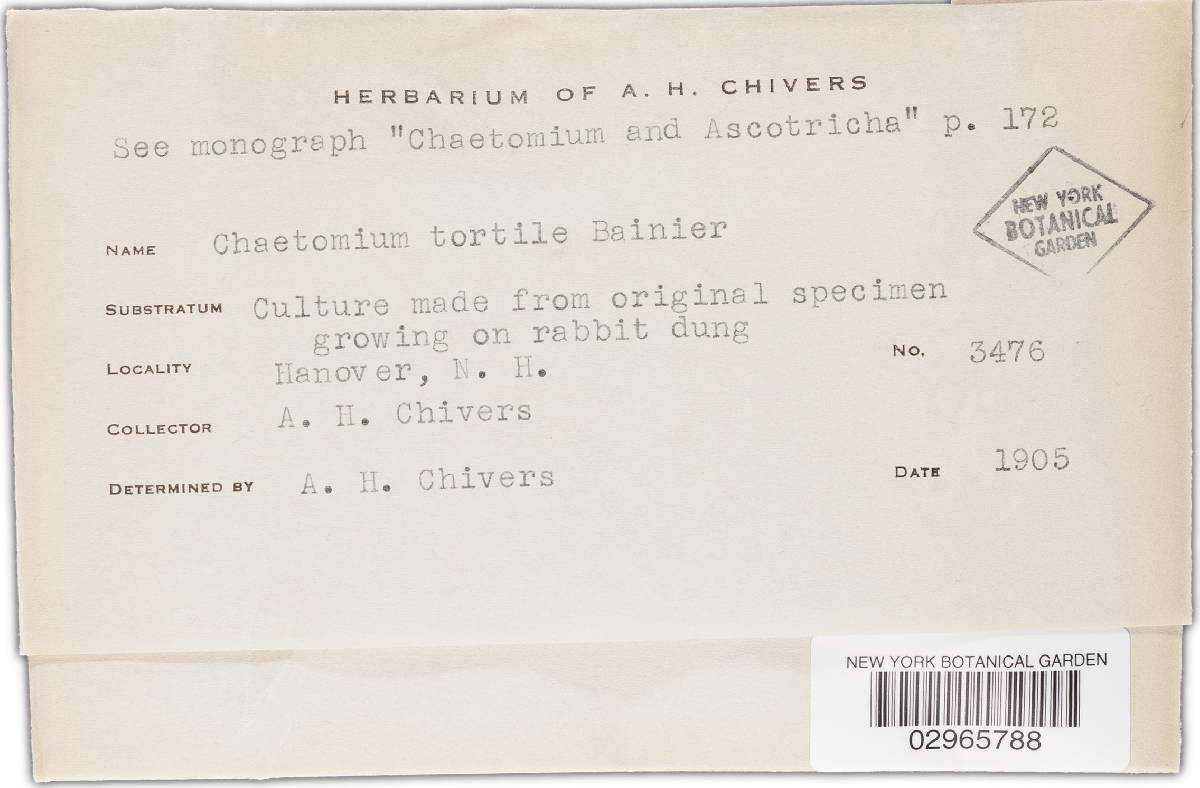 HERBARIUM OF A. H. CHIVERS
See monograph "Chaetomium and Ascotricha" p. 172
NEW YORK
BOTANICAL
GARDEN
NAME Chaetomium tortile Bainier
SUBSTRATUM Culture made from original specimen
growing on rabbit dung
LOCALITY Hanover, N. H.
No. 3476
COLLECTOR A. H. Chivers
DETERMINED BY A. H. Chivers
DATE 1905
NEW YORK BOTANICAL GARDEN
02965788